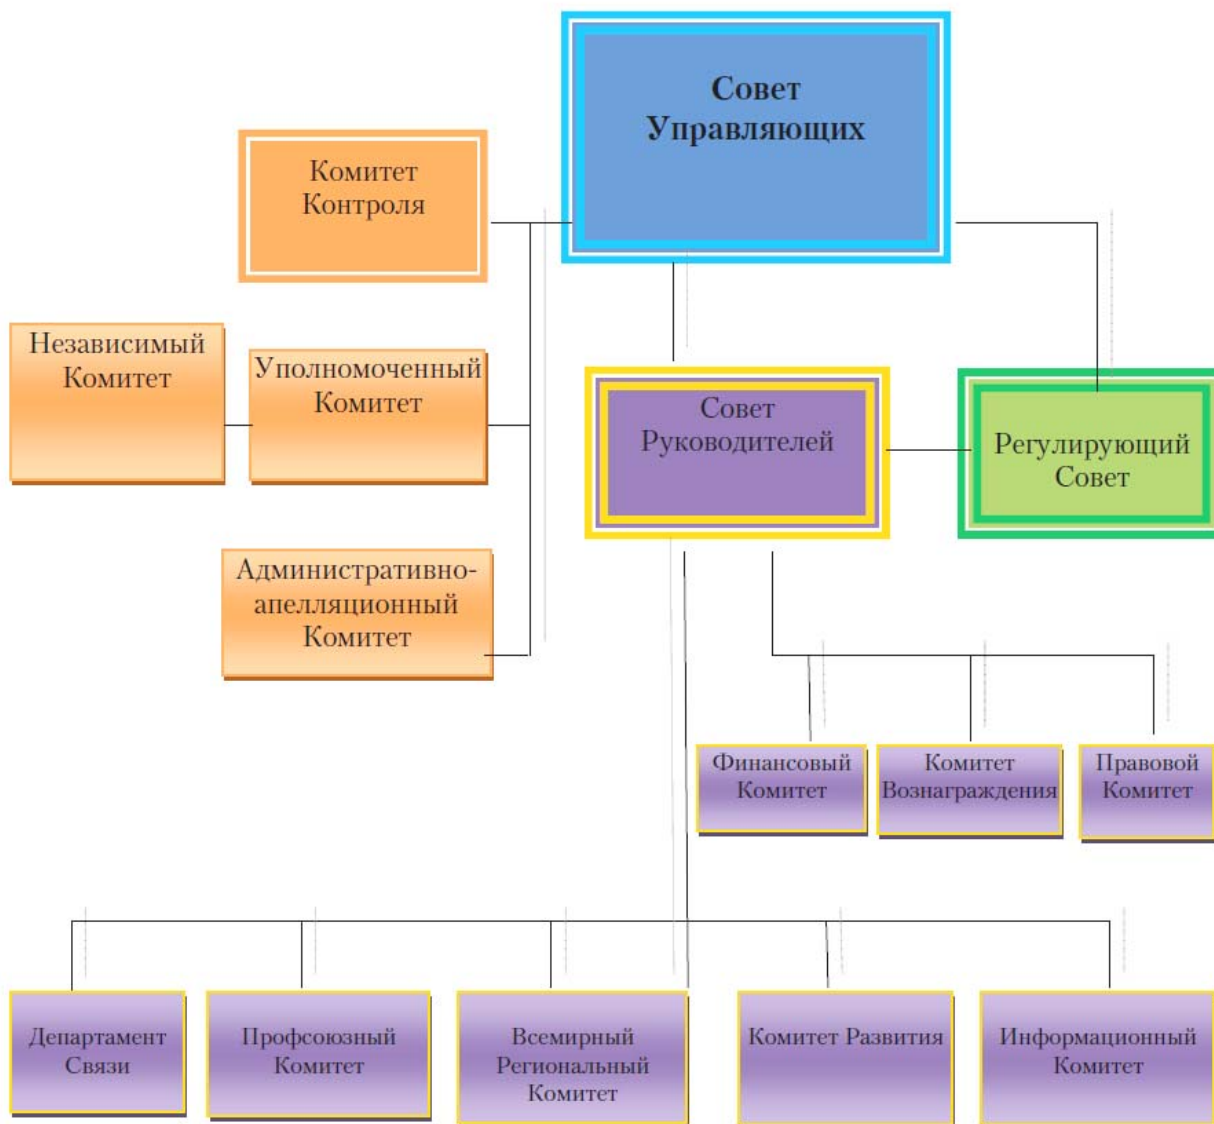 Совет
Управляющих
Комитет
Контроля
Независимый
Комитет
Уполномоченный
Комитет
Совет
Руководителей
Регулирующий
Совет
Административно-
апелляционный
Комитет
Финансовый
Комитет
Комитет
Вознаграждения
Правовой
Комитет
Департамент
Связи
Профсоюзный
Комитет
Всемирный
Региональный
Комитет
Комитет Развития
Информационный
Комитет